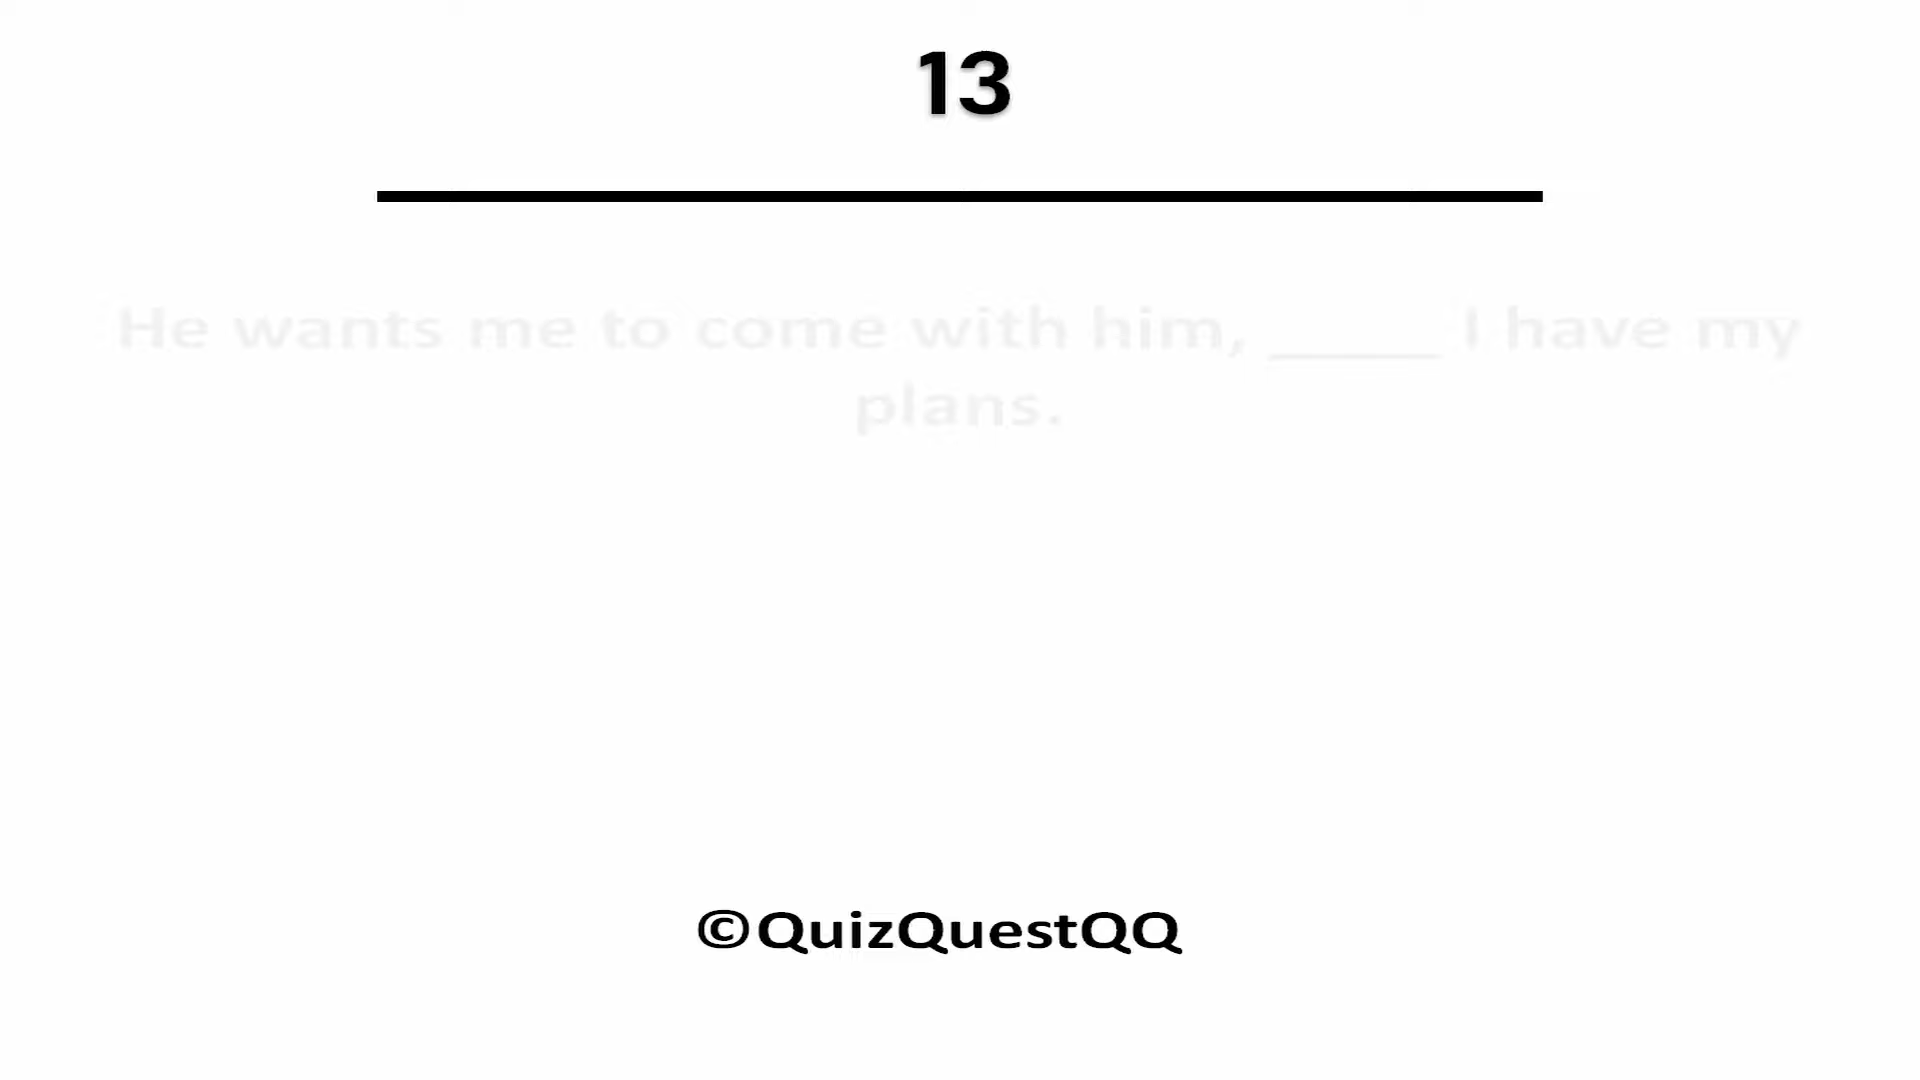 13
He wants me to come with him, _____ I have my
plans.
©QuizQuestQQ